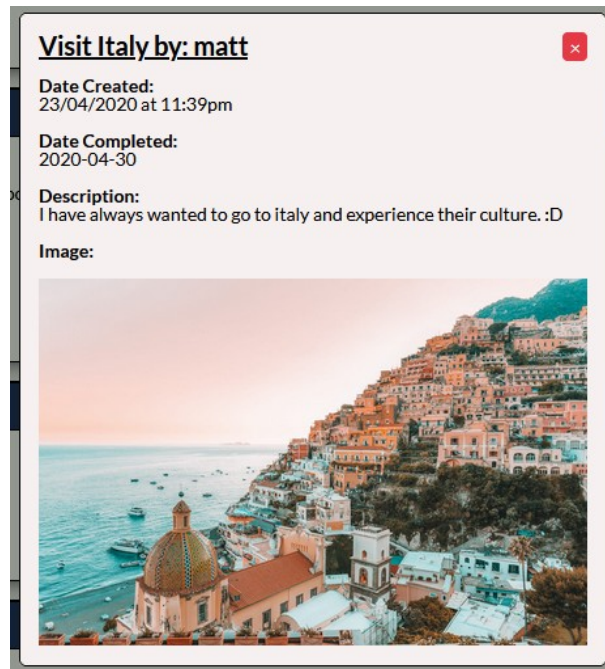 Visit Italy by: matt
×
Date Created:
23/04/2020 at 11:39pm
Date Completed:
2020-04-30
Description:
I have always wanted to go to italy and experience their culture. :D
Image: